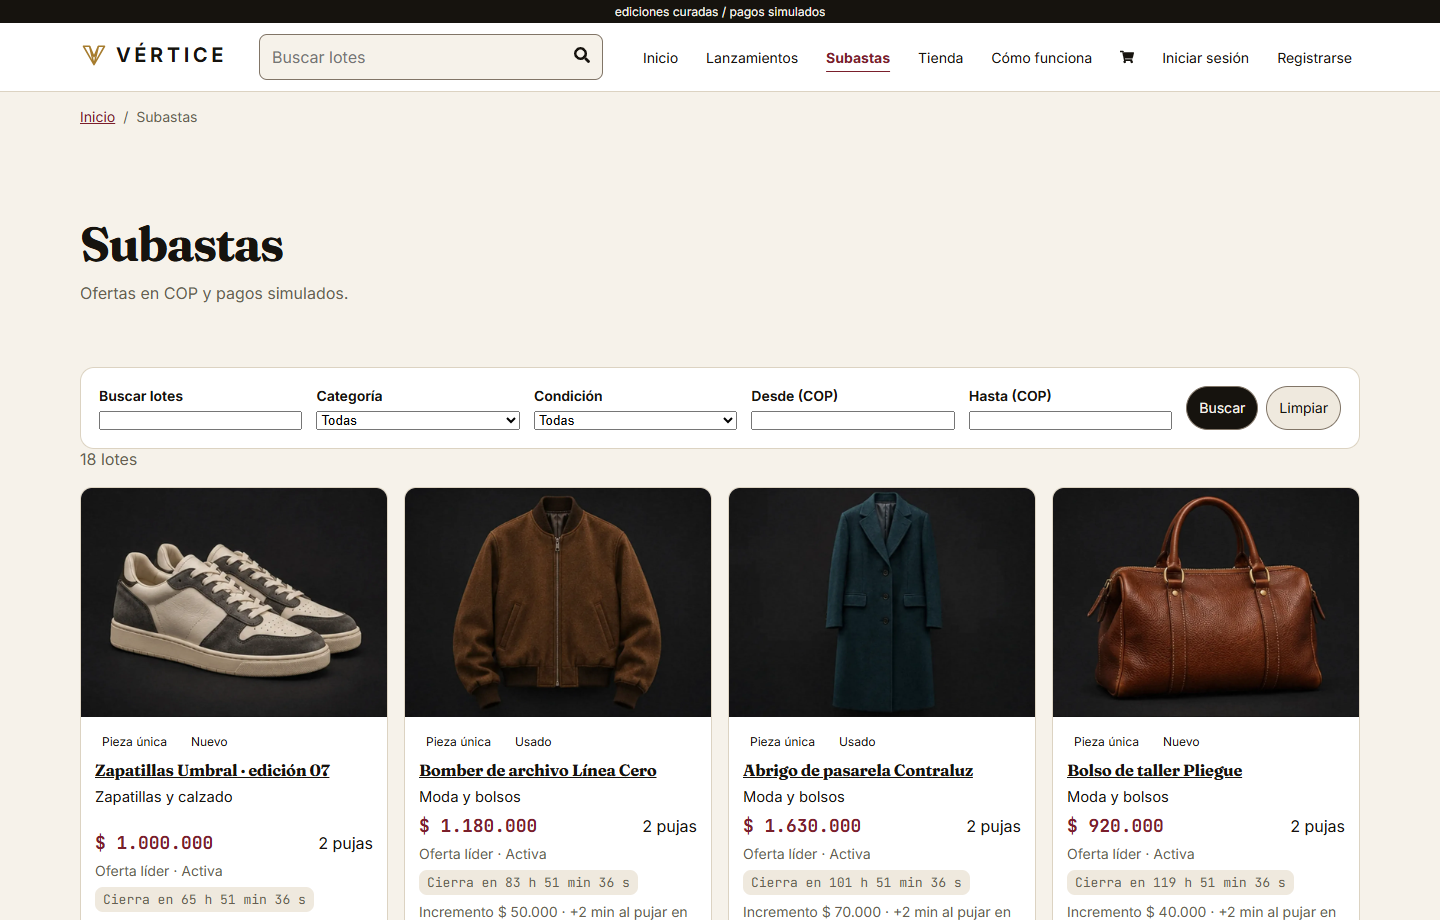 ediciones curadas / pagos simulados
VÉRTICE
Buscar lotes
Inicio
Lanzamientos
Subastas
Tienda
Cómo funciona
Iniciar sesión
Registrarse
Inicio / Subastas
Subastas
Ofertas en COP y pagos simulados.
Buscar lotes
Categoría
Condición
Desde (COP)
Hasta (COP)
Todas
Todas
Buscar
Limpiar
18 lotes
Pieza única Nuevo
Zapatillas Umbral · edición 07
Zapatillas y calzado
$ 1.000.000 2 pujas
Oferta líder · Activa
Cierra en 65 h 51 min 36 s
Pieza única Usado
Bomber de archivo Línea Cero
Moda y bolsos
$ 1.180.000 2 pujas
Oferta líder · Activa
Cierra en 83 h 51 min 36 s
Incremento $ 50.000 · +2 min al pujar en
Pieza única Usado
Abrigo de pasarela Contraluz
Moda y bolsos
$ 1.630.000 2 pujas
Oferta líder · Activa
Cierra en 101 h 51 min 36 s
Incremento $ 70.000 · +2 min al pujar en
Pieza única Nuevo
Bolso de taller Pliegue
Moda y bolsos
$ 920.000 2 pujas
Oferta líder · Activa
Cierra en 119 h 51 min 36 s
Incremento $ 40.000 · +2 min al pujar en